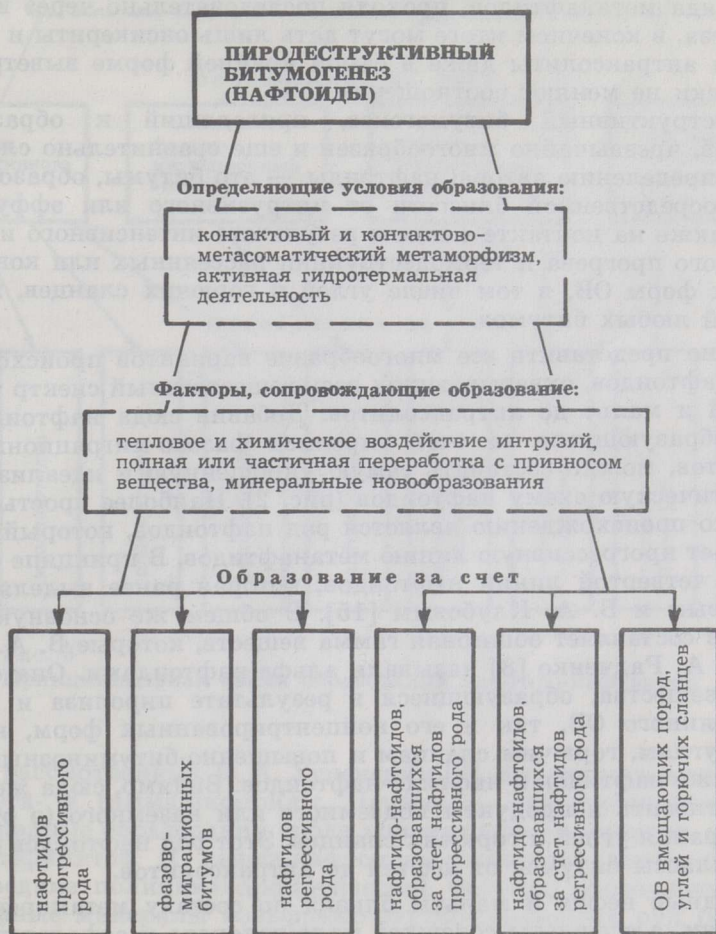 ПИРОДЕСТРУКТИВНЫЙ
БИТУМОГЕНЕЗ
(НАФТОИДЫ)
Определяющие условия образования:
контактовый и контактово-
метасоматический метаморфизм,
активная гидротермальная
деятельность
Факторы, сопровождающие образование:
тепловое и химическое воздействие интрузий,
полная или частичная переработка с привносом
вещества, минеральные новообразования
Образование за счет
нафтидов
прогрессивного
рода
фазово-
миграционных
битумов
нафтидов
регрессивного
рода
нафтидо-нафтоидов,
образовавшихся
за счет нафтидов
прогрессивного рода
нафтидо-нафтоидов,
образовавшихся
за счет нафтидов
регрессивного рода
ОВ вмещающих пород,
углей и горючих сланцев